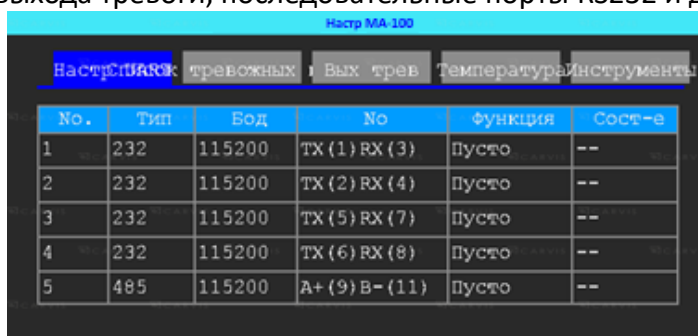 выхода тревоги, последовательные порты RS232 и д
Настр МА-100
Настр UART Список тревожных Вых трев Температура Инструменты
No. Тип Бод No Функция Сост-е
1 232 115200 TX(1)RX(3) Пусто --
2 232 115200 TX(2)RX(4) Пусто --
3 232 115200 TX(5)RX(7) Пусто --
4 232 115200 TX(6)RX(8) Пусто --
5 485 115200 A+(9)B-(11) Пусто --